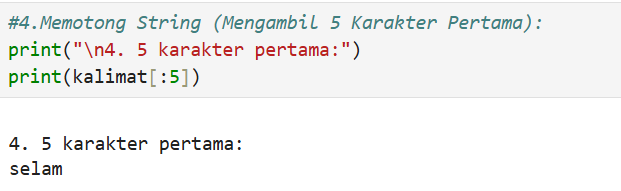 #4.Memotong String (Mengambil 5 Karakter Pertama):
print("\n4. 5 karakter pertama:")
print(kalimat[:5])
4. 5 karakter pertama:
selam